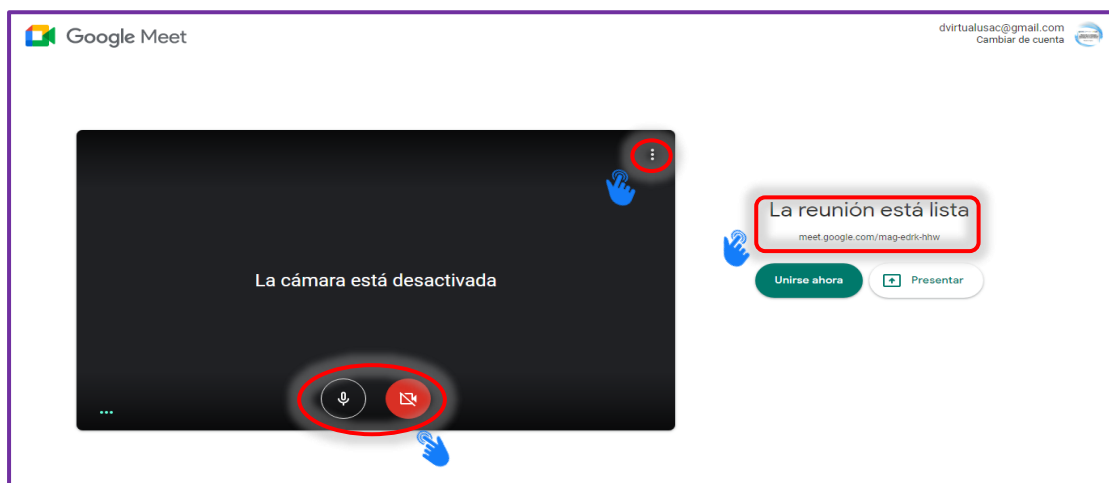 Google Meet
dvirtualusac@gmail.com
Cambiar de cuenta
La cámara está desactivada
La reunión está lista
meet.google.com/mag-edrk-hhw
Unirse ahora
Presentar